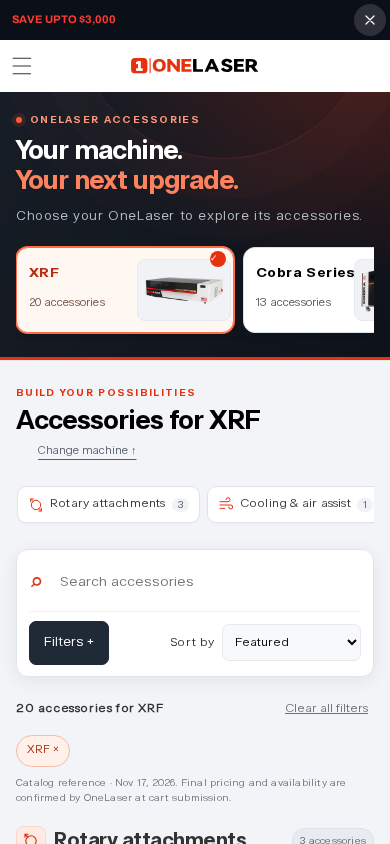 SAVE UPTO $3,000
1|ONELASER
ONELASER ACCESSORIES
Your machine.
Your next upgrade.
Choose your OneLaser to explore its accessories.
XRF
20 accessories
Cobra Series
13 accessories
BUILD YOUR POSSIBILITIES
Accessories for XRF
Change machine ↑
Rotary attachments 3
Cooling & air assist 1
Search accessories
Filters +
Sort by
Featured
20 accessories for XRF
Clear all filters
XRF ×
Catalog reference · Nov 17, 2026. Final pricing and availability are
confirmed by OneLaser at cart submission.
Rotary attachments
3 accessories